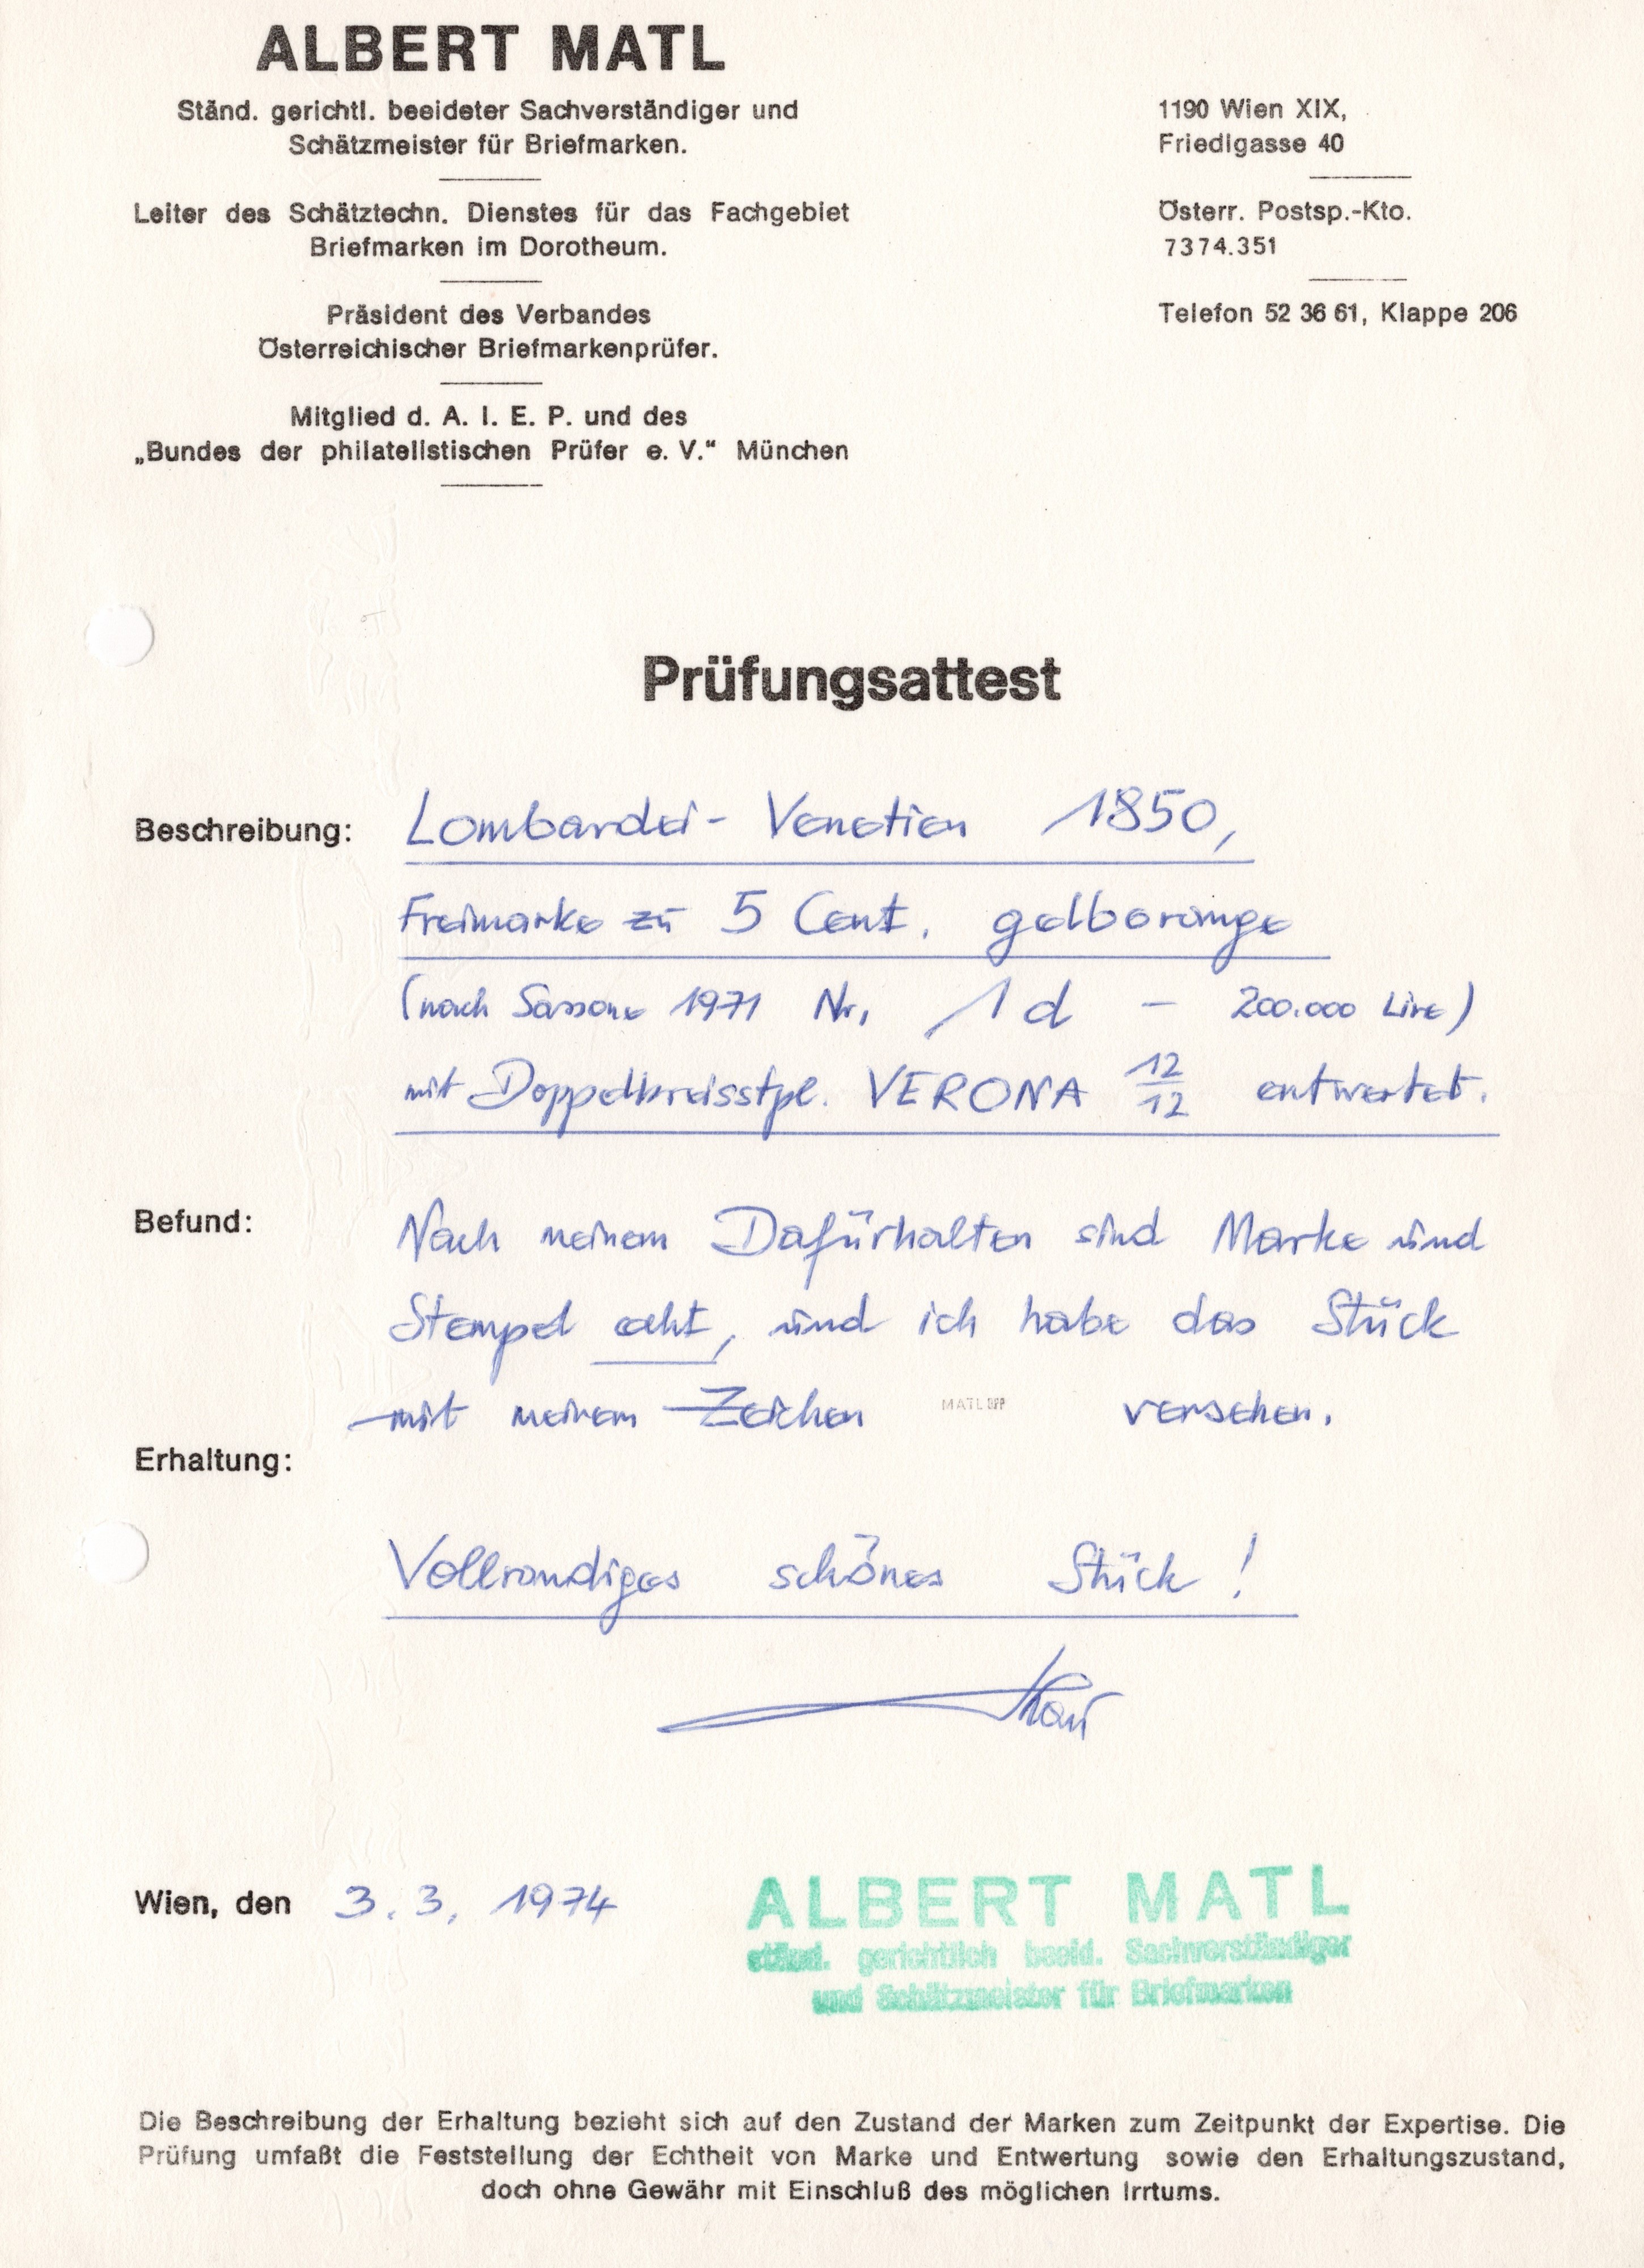 ALBERT MATL
Ständ. gerichtl. beeideter Sachverständiger und
Schätzmeister für Briefmarken.
Leiter des Schätztechn. Dienstes für das Fachgebiet
Briefmarken im Dorotheum.
Präsident des Verbandes
Österreichischer Briefmarkenprüfer.
Mitglied d. A. I. E. P. und des
„Bundes der philatelistischen Prüfer e. V.“ München
1190 Wien XIX,
Friedlgasse 40
Österr. Postsp.-Kto.
7374.351
Telefon 52 36 61, Klappe 206
Prüfungsattest
Beschreibung: Lombardei-Venetien 1850,
Freimarke zu 5 Cent. gelborange
(nach Sassone 1971 Nr. 1d - 200.000 Lire)
mit Doppelkreisstpl. VERONA 12/12 entwertet.
Befund: Nach meinem Dafürhalten sind Marke und
Stempel echt, und ich habe das Stück
mit meinem Zeichen MATL BPP versehen.
Erhaltung:
Vollrandiges schönes Stück!
Wien, den 3.3.1974
ALBERT MATL
ständ. gerichtlich beeid. Sachverständiger
und Schätzmeister für Briefmarken
Die Beschreibung der Erhaltung bezieht sich auf den Zustand der Marken zum Zeitpunkt der Expertise. Die
Prüfung umfaßt die Feststellung der Echtheit von Marke und Entwertung sowie den Erhaltungszustand,
doch ohne Gewähr mit Einschluß des möglichen Irrtums.